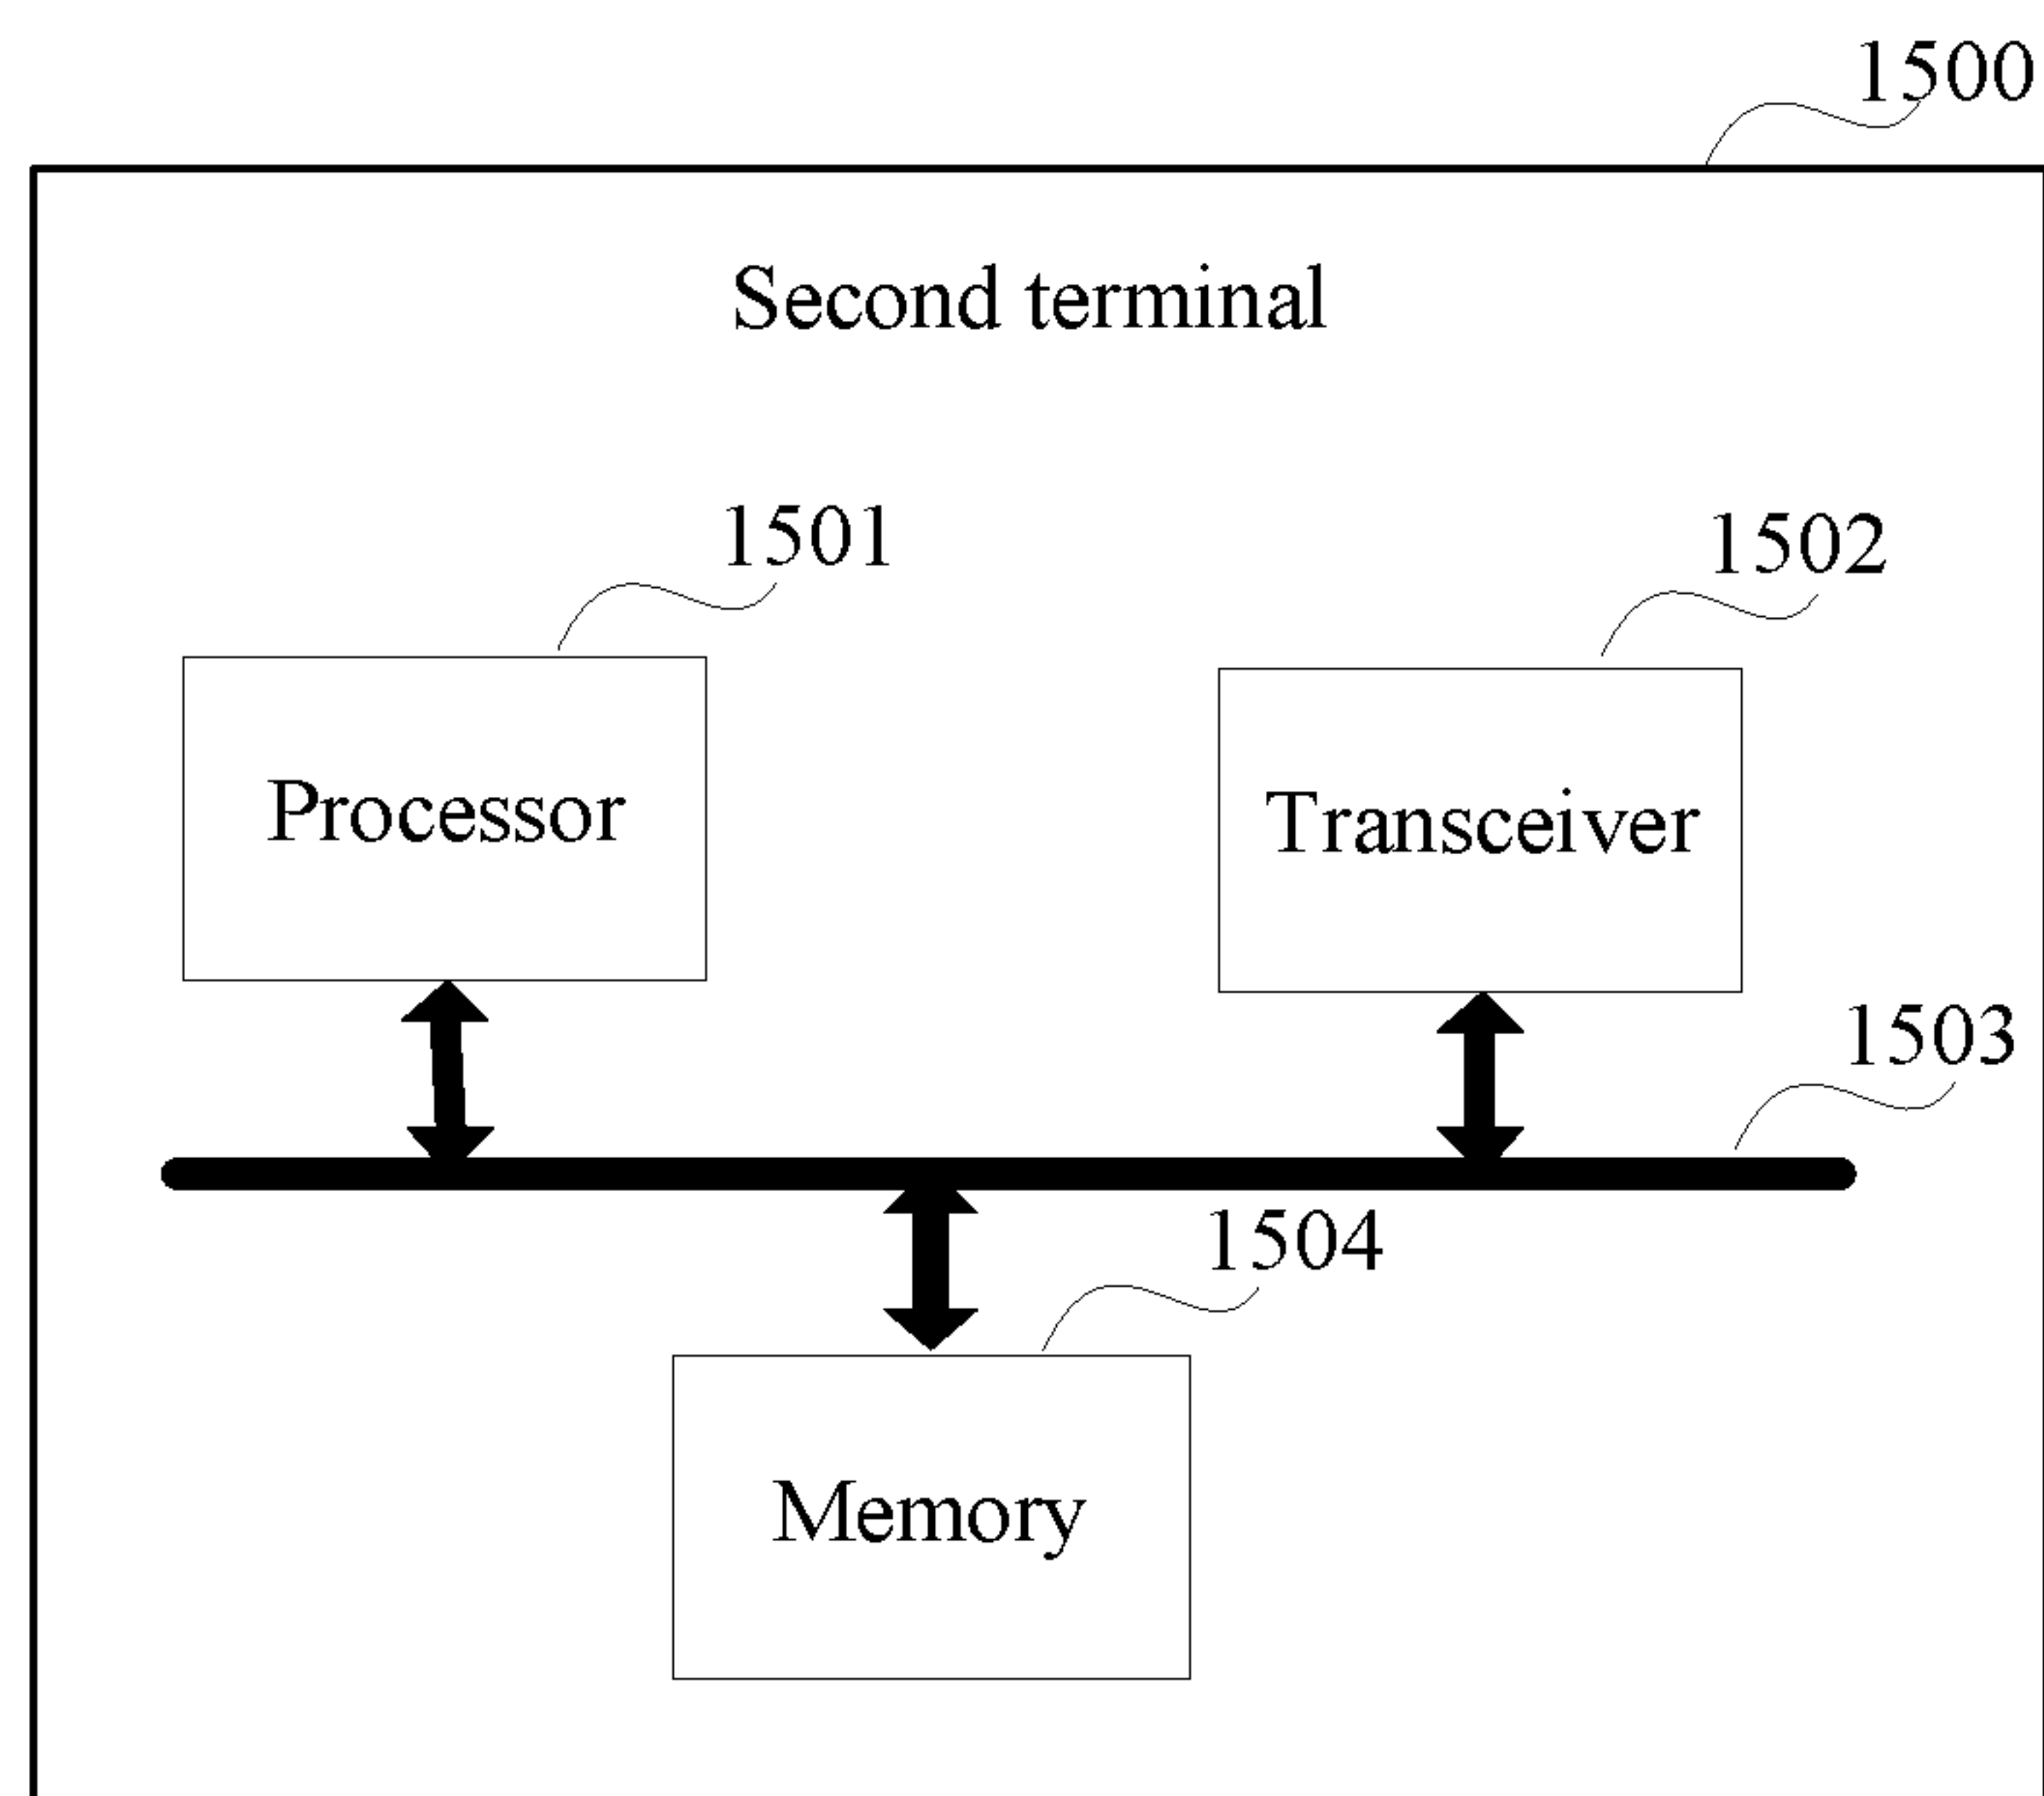 1500
Second terminal
1501
1502
Processor
Transceiver
1503
1504
Memory